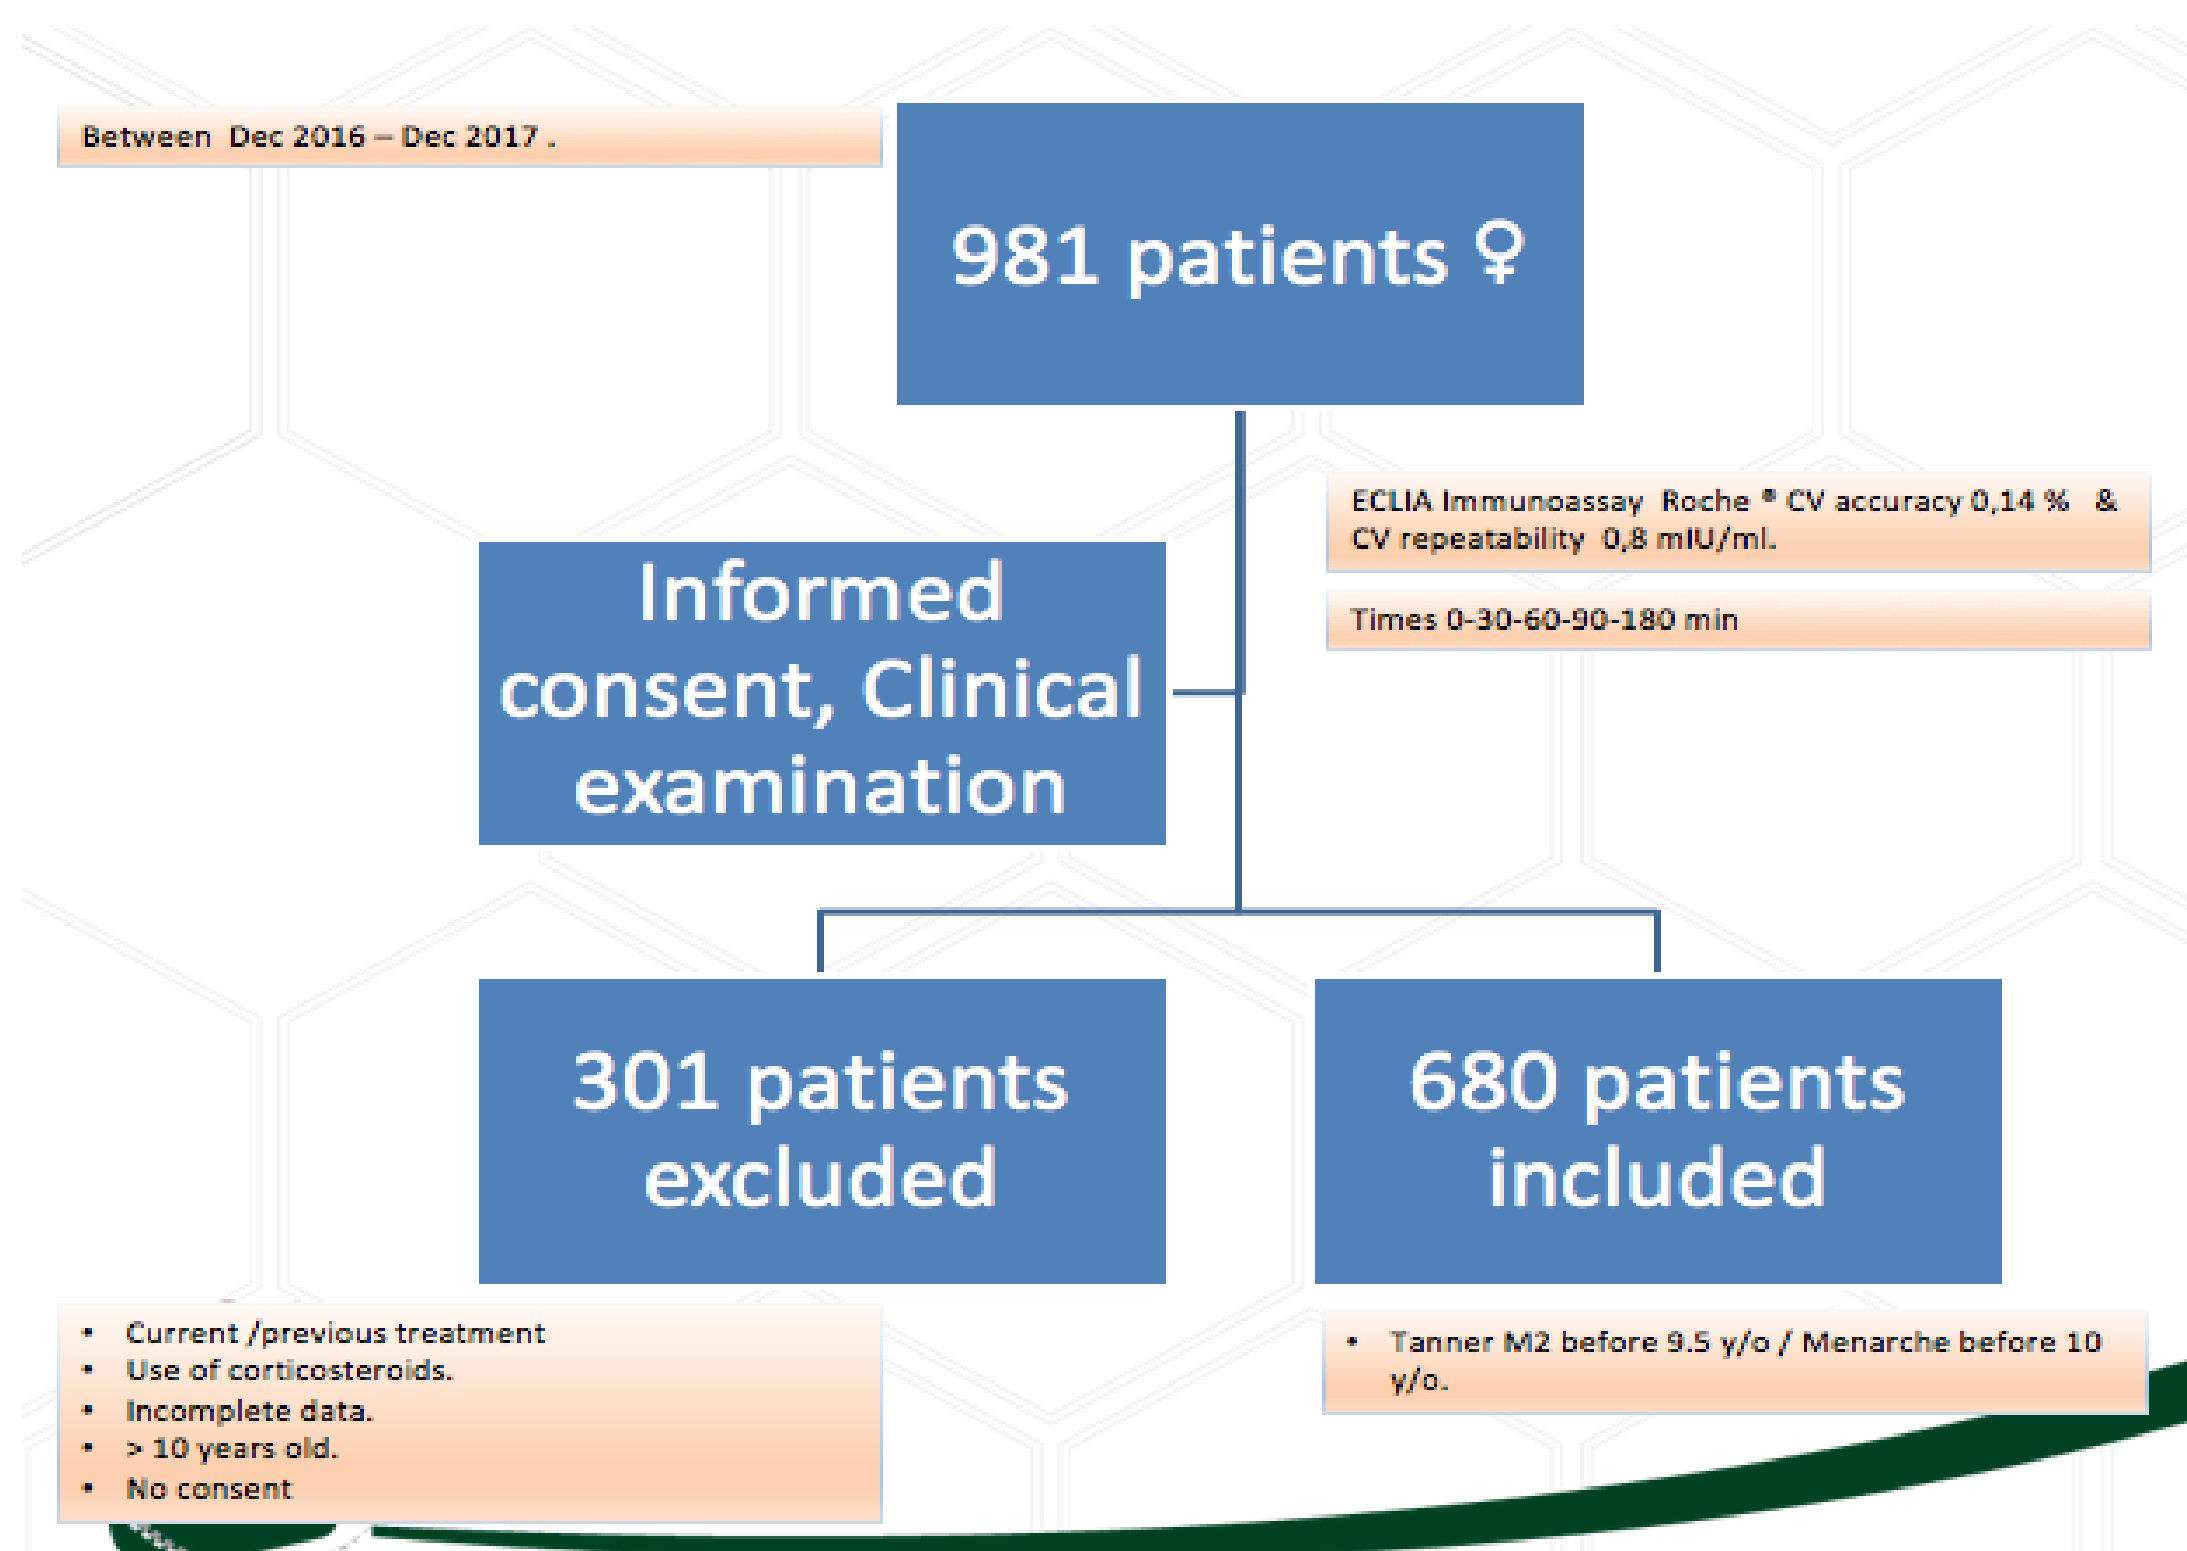 Between Dec 2016 – Dec 2017 .
981 patients ♀
ECLIA Immunoassay Roche ® CV accuracy 0,14 % &
CV repeatability 0,8 mIU/ml.
Times 0-30-60-90-180 min
Informed
consent, Clinical
examination
301 patients
excluded
680 patients
included
• Current /previous treatment
• Use of corticosteroids.
• Incomplete data.
• > 10 years old.
• No consent
• Tanner M2 before 9.5 y/o / Menarche before 10
y/o.